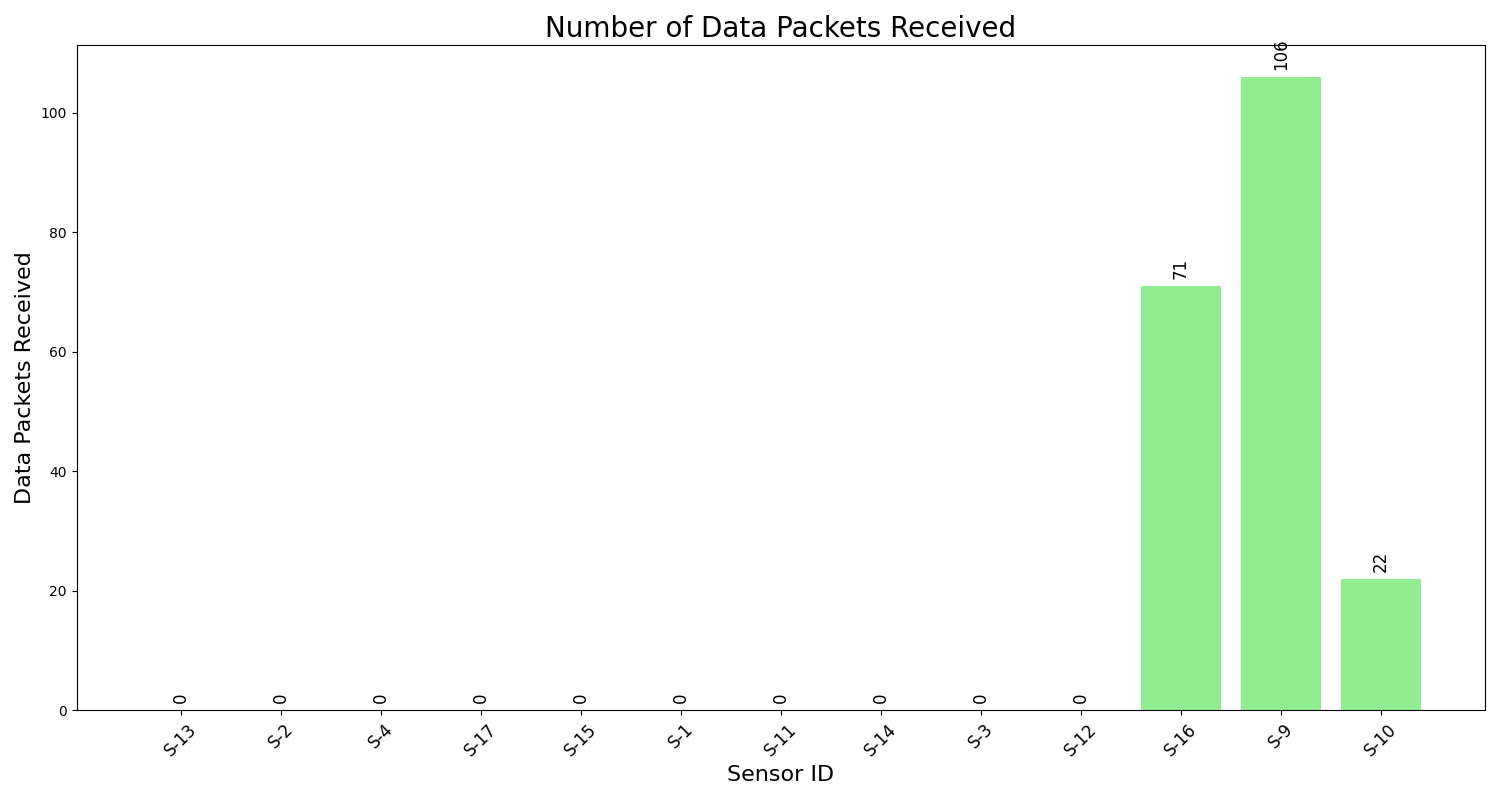 Number of Data Packets Received
Data Packets Received
100
80
60
40
20
0
0 0 0 0 0 0 0 0 0 0 71 106 22
S-13 S-2 S-4 S-17 S-15 S-1 S-11 S-14 S-3 S-12 S-16 S-9 S-10
Sensor ID